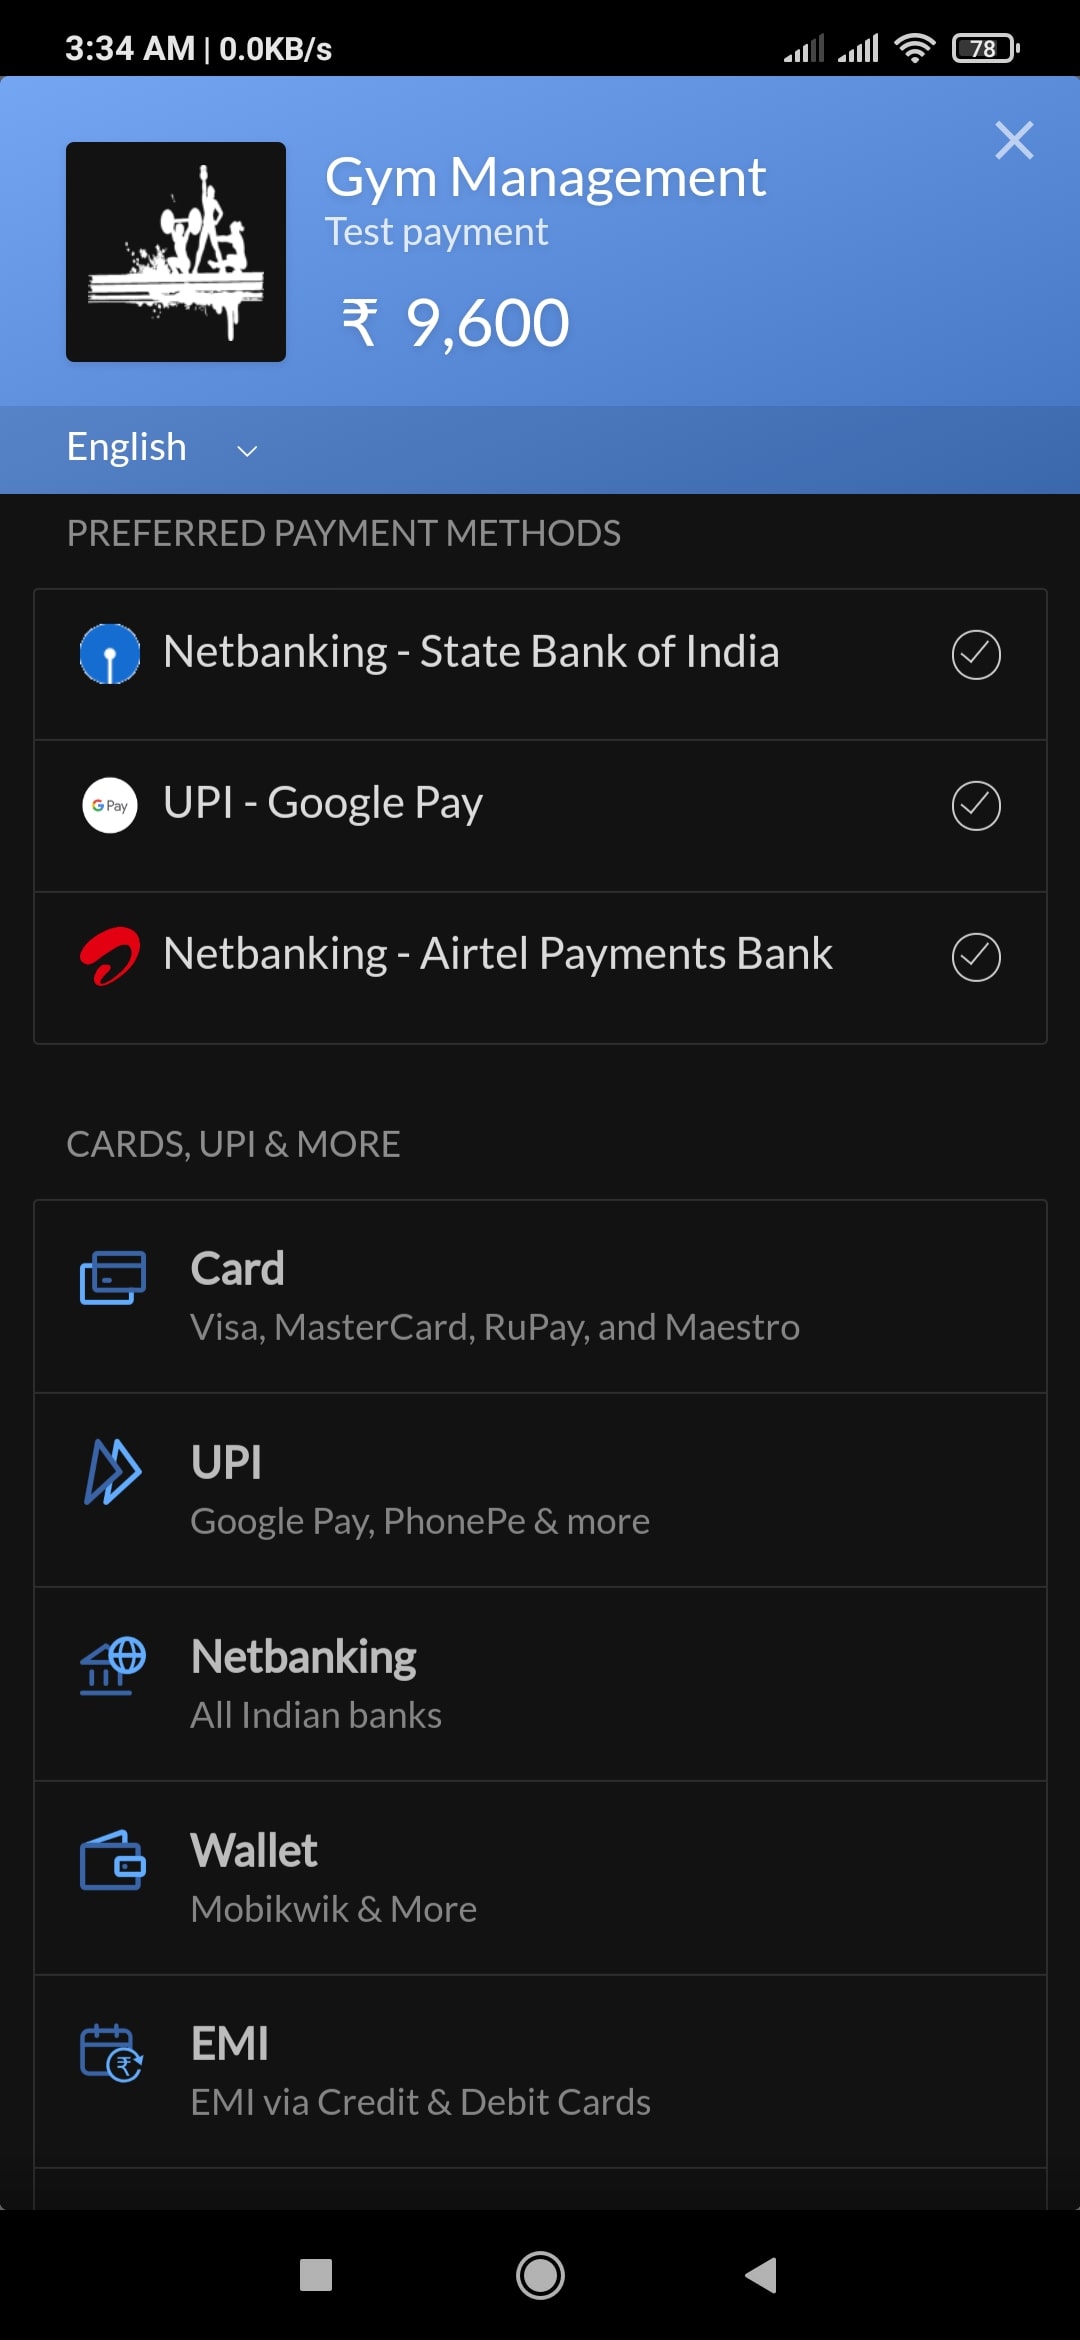 3:34 AM | 0.0KB/s
78
Gym Management
Test payment
₹ 9,600
English
PREFERRED PAYMENT METHODS
Netbanking - State Bank of India
G Pay
UPI - Google Pay
Netbanking - Airtel Payments Bank
CARDS, UPI & MORE
Card
Visa, MasterCard, RuPay, and Maestro
UPI
Google Pay, PhonePe & more
Netbanking
All Indian banks
Wallet
Mobikwik & More
₹
EMI
EMI via Credit & Debit Cards